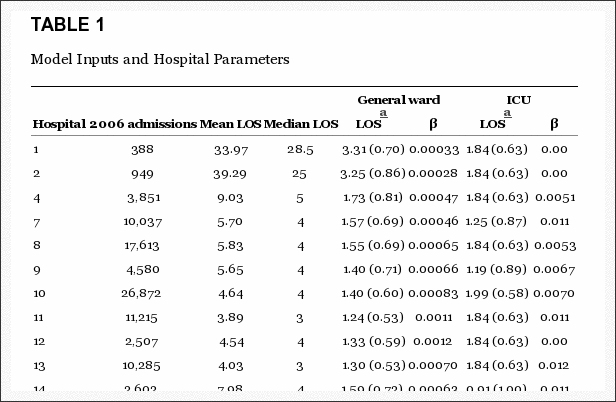 TABLE 1
Model Inputs and Hospital Parameters
General ward ICU
Hospital 2006 admissions Mean LOS Median LOS LOS a β LOS a β
1 388 33.97 28.5 3.31 (0.70) 0.00033 1.84 (0.63) 0.00
2 949 39.29 25 3.25 (0.86) 0.00028 1.84 (0.63) 0.00
4 3,851 9.03 5 1.73 (0.81) 0.00047 1.84 (0.63) 0.0051
7 10,037 5.70 4 1.57 (0.69) 0.00046 1.25 (0.87) 0.011
8 17,613 5.83 4 1.55 (0.69) 0.00065 1.84 (0.63) 0.0053
9 4,580 5.65 4 1.40 (0.71) 0.00066 1.19 (0.89) 0.0067
10 26,872 4.64 4 1.40 (0.60) 0.00083 1.99 (0.58) 0.0070
11 11,215 3.89 3 1.24 (0.53) 0.0011 1.84 (0.63) 0.011
12 2,507 4.54 4 1.33 (0.59) 0.0012 1.84 (0.63) 0.00
13 10,285 4.03 3 1.30 (0.53) 0.00070 1.84 (0.63) 0.012
14 2,602 7.98 4 1.59 (0.72) 0.00063 0.91 (1.00) 0.011